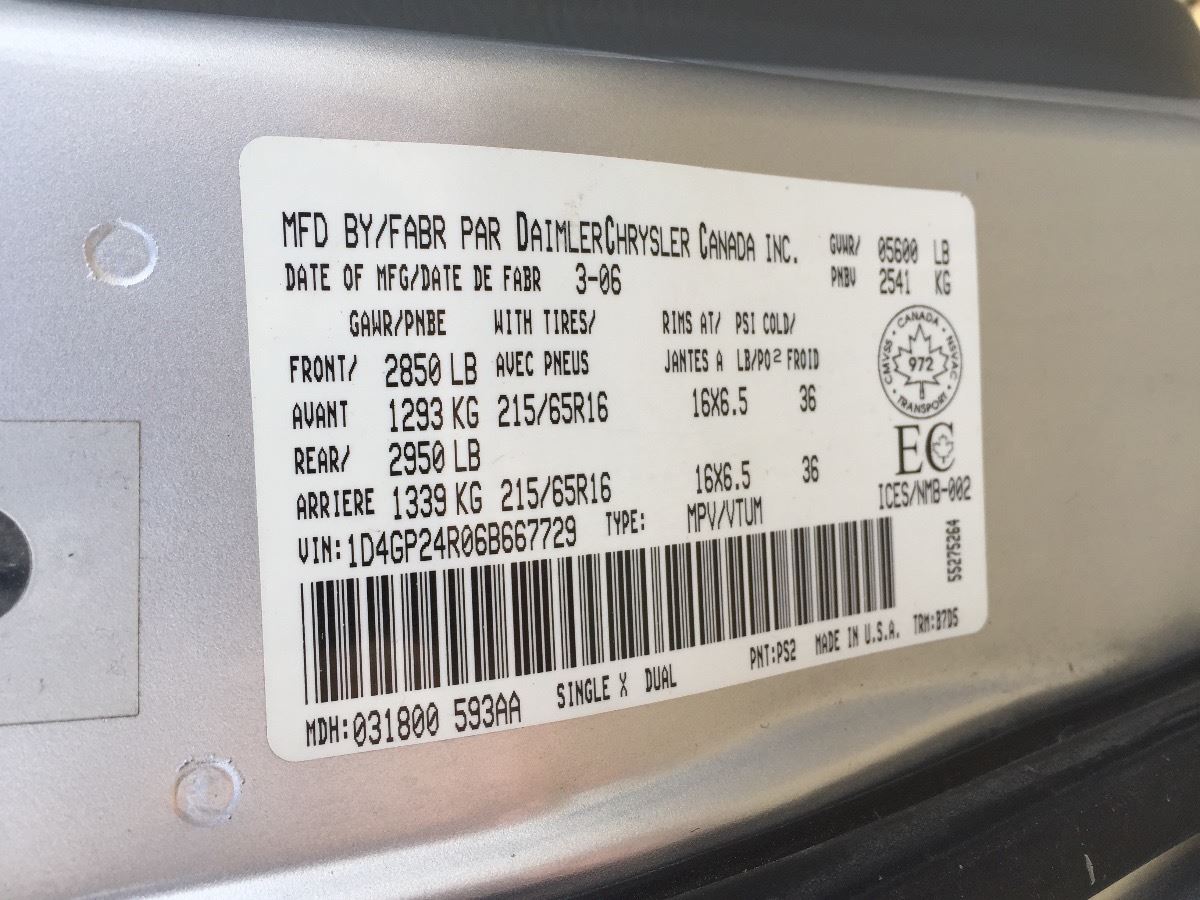 MFD BY/FABR PAR DAIMLERCHRYSLER CANADA INC. GVWR/ 05600 LB
DATE OF MFG/DATE DE FABR 3-06 PNBV 2541 KG
GAWR/PNBE WITH TIRES/ RIMS AT/ PSI COLD/
FRONT/ 2850 LB AVEC PNEUS JANTES A LB/PO2 FROID
AVANT 1293 KG 215/65R16 16X6.5 36
REAR/ 2950 LB
ARRIERE 1339 KG 215/65R16 16X6.5 36
CANADA • NSVAC • TRANSPORT • CMVSS •
972
EC
ICES/NMB-002
VIN:1D4GP24R06B667729 TYPE: MPV/VTUM
55275264
MDH:031800 593AA SINGLE X DUAL PNT:PS2 MADE IN U.S.A. TRM:B7D5